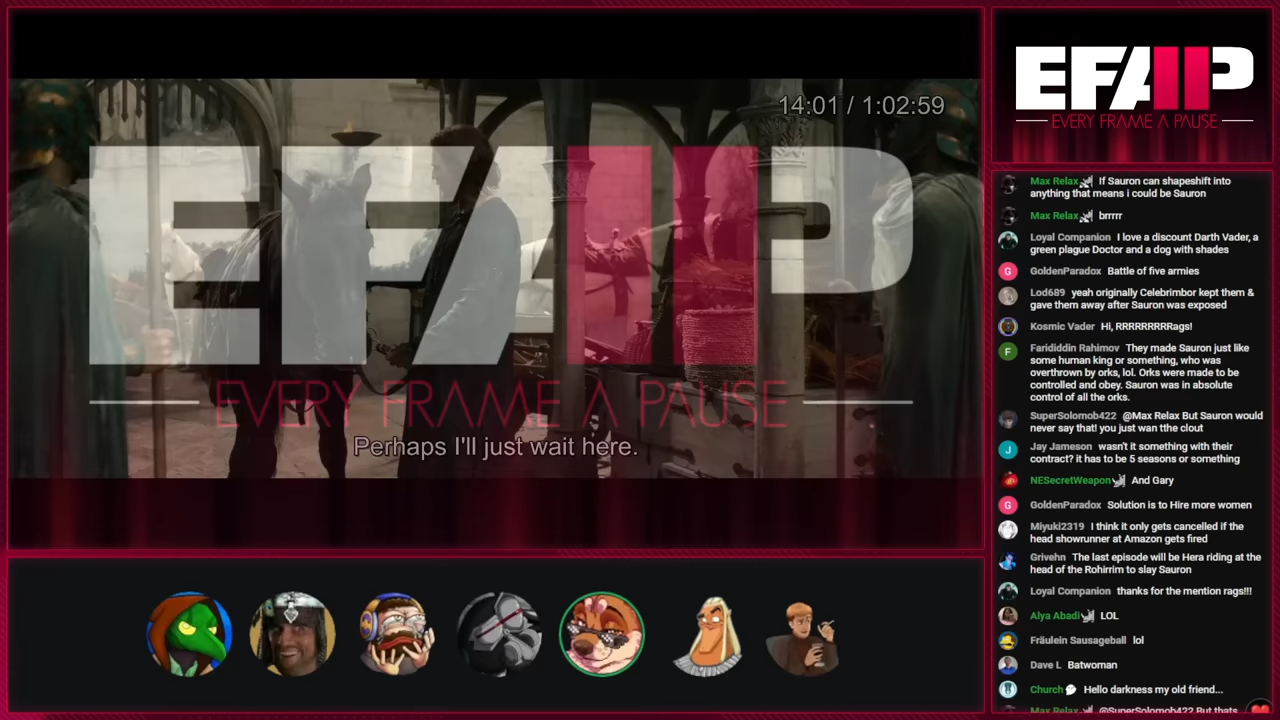 14:01 / 1:02:59
EFAP
EVERY FRAME A PAUSE
Perhaps I'll just wait here.
EFAP
EVERY FRAME A PAUSE
Max Relax If Sauron can shapeshift into
anything that means i could be Sauron
Max Relax brrrrr
Loyal Companion I love a discount Darth Vader, a
green plague Doctor and a dog with shades
G
GoldenParadox Battle of five armies
Lod689 yeah originally Celebrimbor kept them &
gave them away after Sauron was exposed
Kosmic Vader Hi, RRRRRRRRRags!
F
Farididdin Rahimov They made Sauron just like
some human king or something, who was
overthrown by orks, lol. Orks were made to be
controlled and obey. Sauron was in absolute
control of all the orks.
SuperSolomob422 @Max Relax But Sauron would
never say that! you just wan the clout
J
Jay Jameson wasn't it something with their
contract? it has to be 5 seasons or something
NESecretWeapon And Gary
G
GoldenParadox Solution is to Hire more women
Miyuki2319 I think it only gets cancelled if the
head showrunner at Amazon gets fired
Grivehn The last episode will be Hera riding at the
head of the Rohirrim to slay Sauron
Loyal Companion thanks for the mention rags!!!
Alya Abadi LOL
Fräulein Sausageball lol
Dave L Batwoman
Church Hello darkness my old friend...
Max Relax @SuperSolomob422 But thats